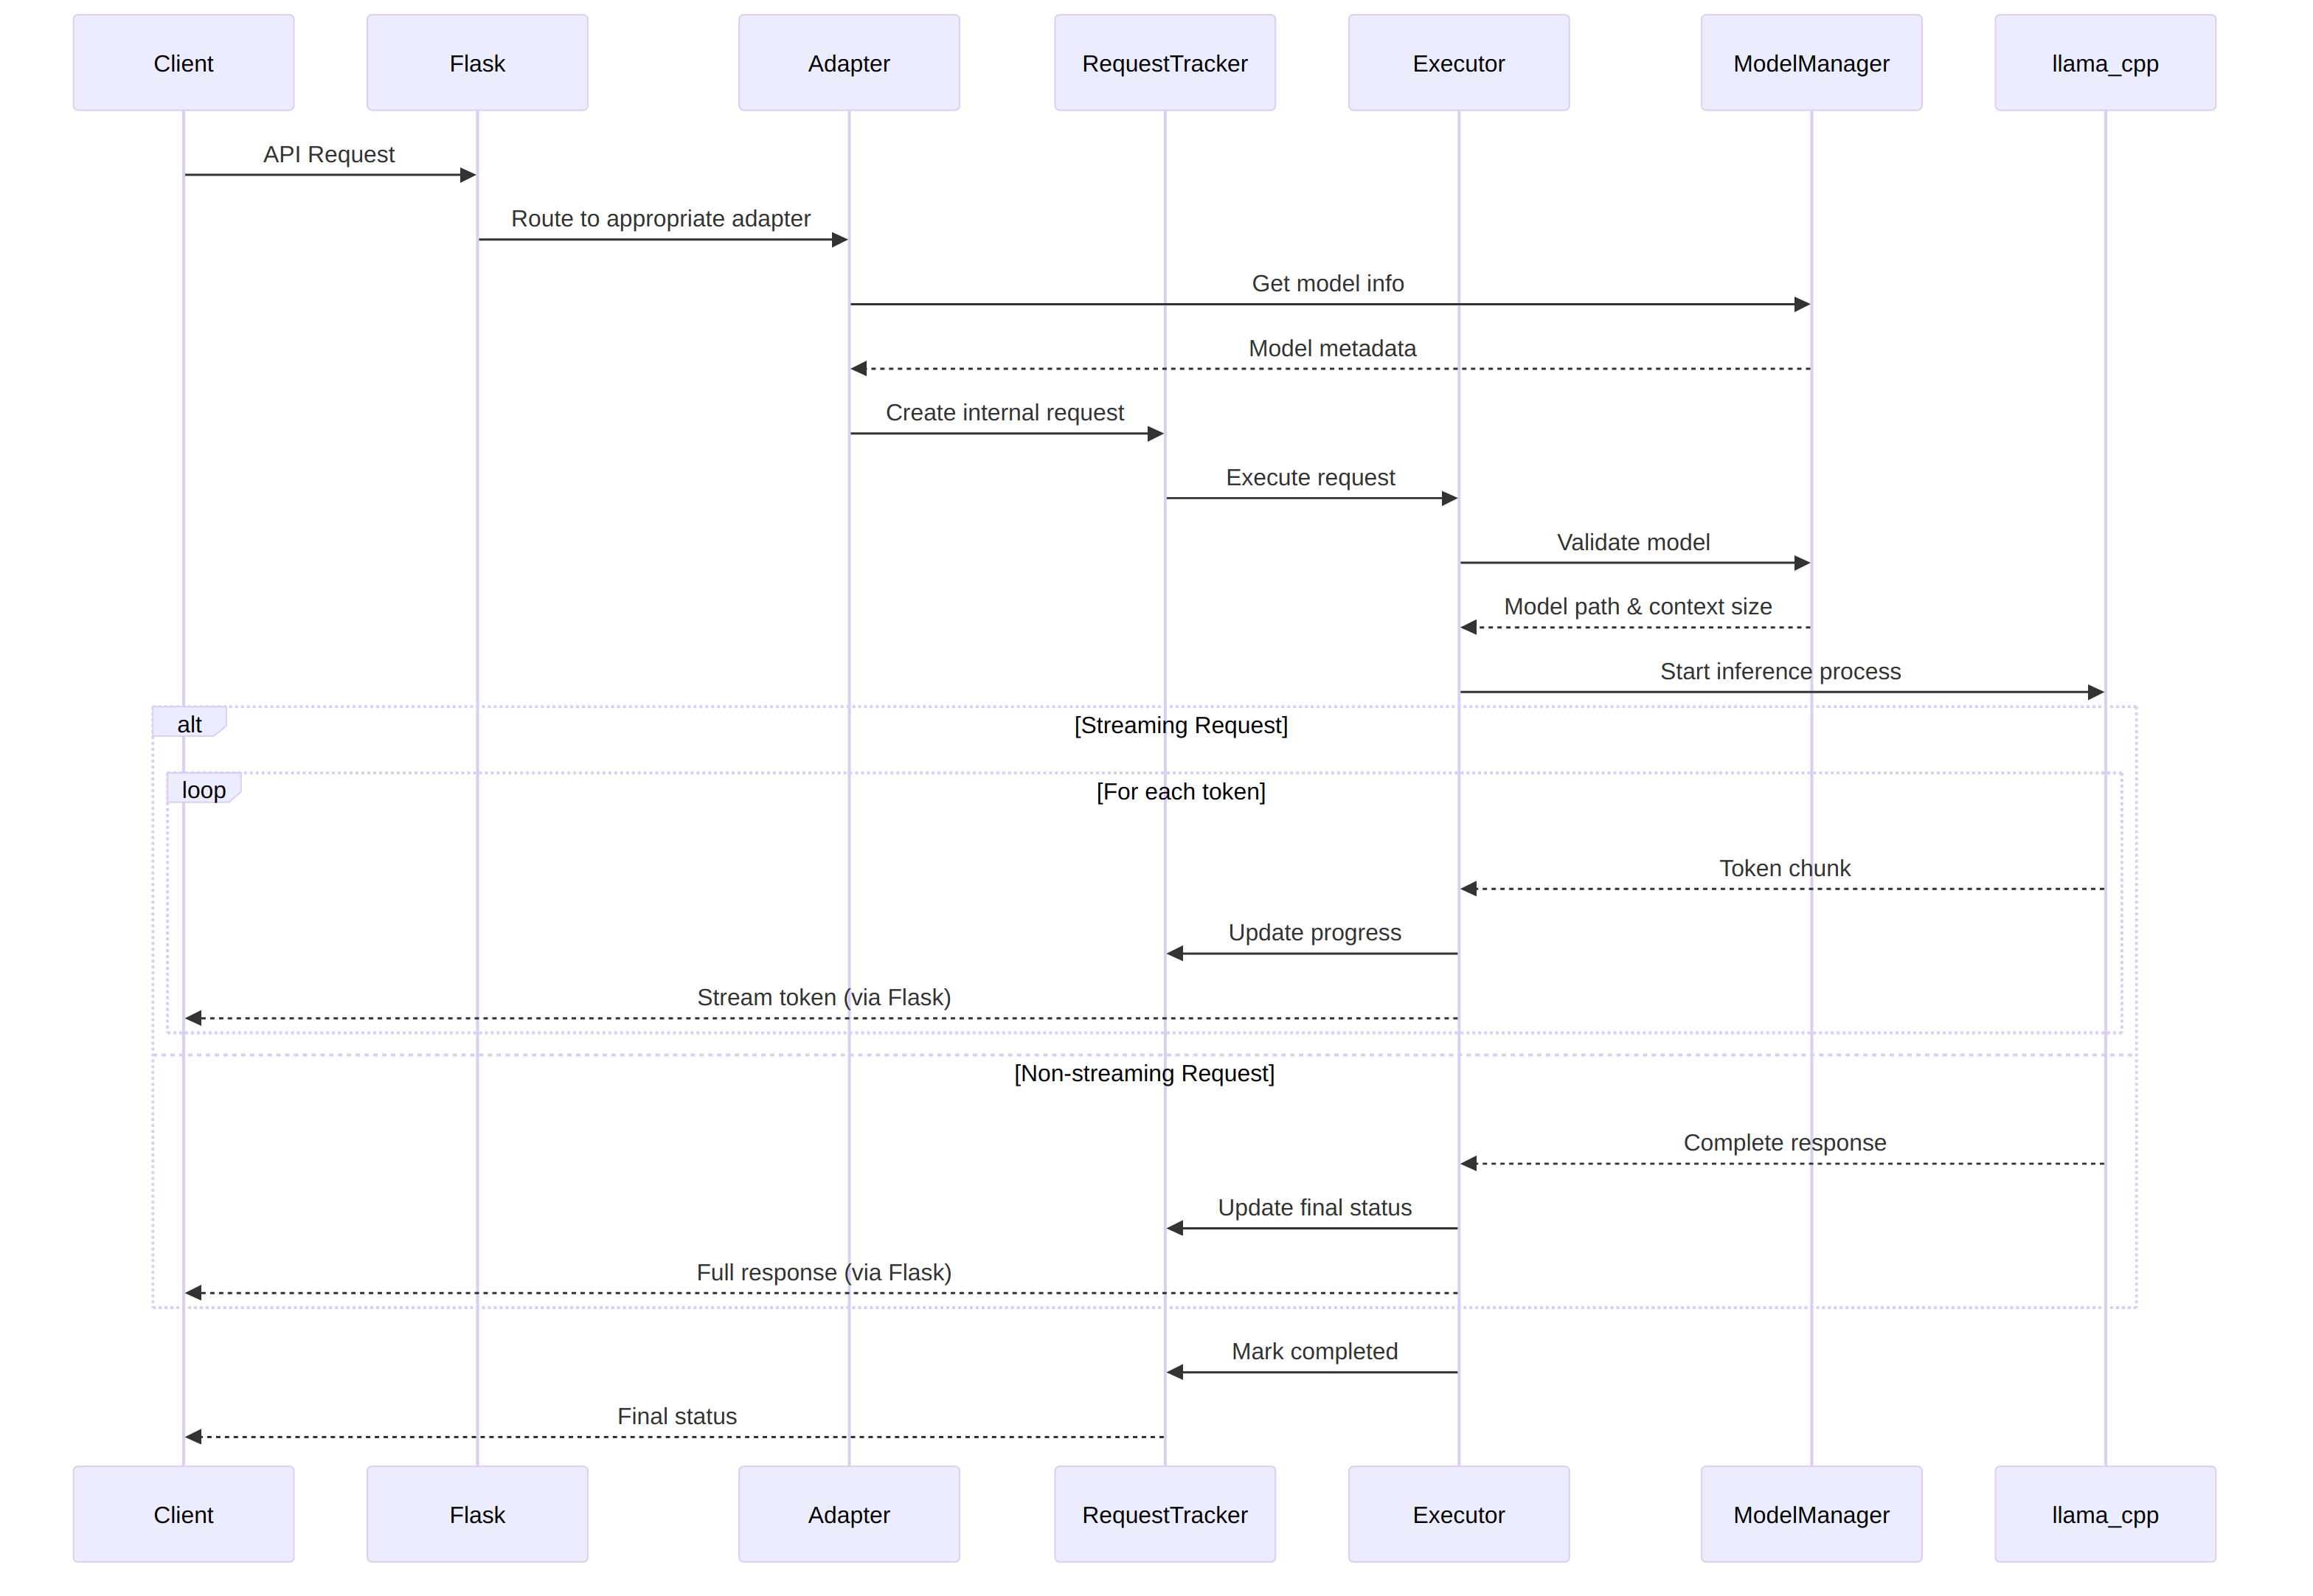 Client
Flask
Adapter
RequestTracker
Executor
ModelManager
llama_cpp
API Request
Route to appropriate adapter
Get model info
Model metadata
Create internal request
Execute request
Validate model
Model path & context size
Start inference process
alt
[Streaming Request]
loop
[For each token]
Token chunk
Update progress
Stream token (via Flask)
[Non-streaming Request]
Complete response
Update final status
Full response (via Flask)
Mark completed
Final status
Client
Flask
Adapter
RequestTracker
Executor
ModelManager
llama_cpp